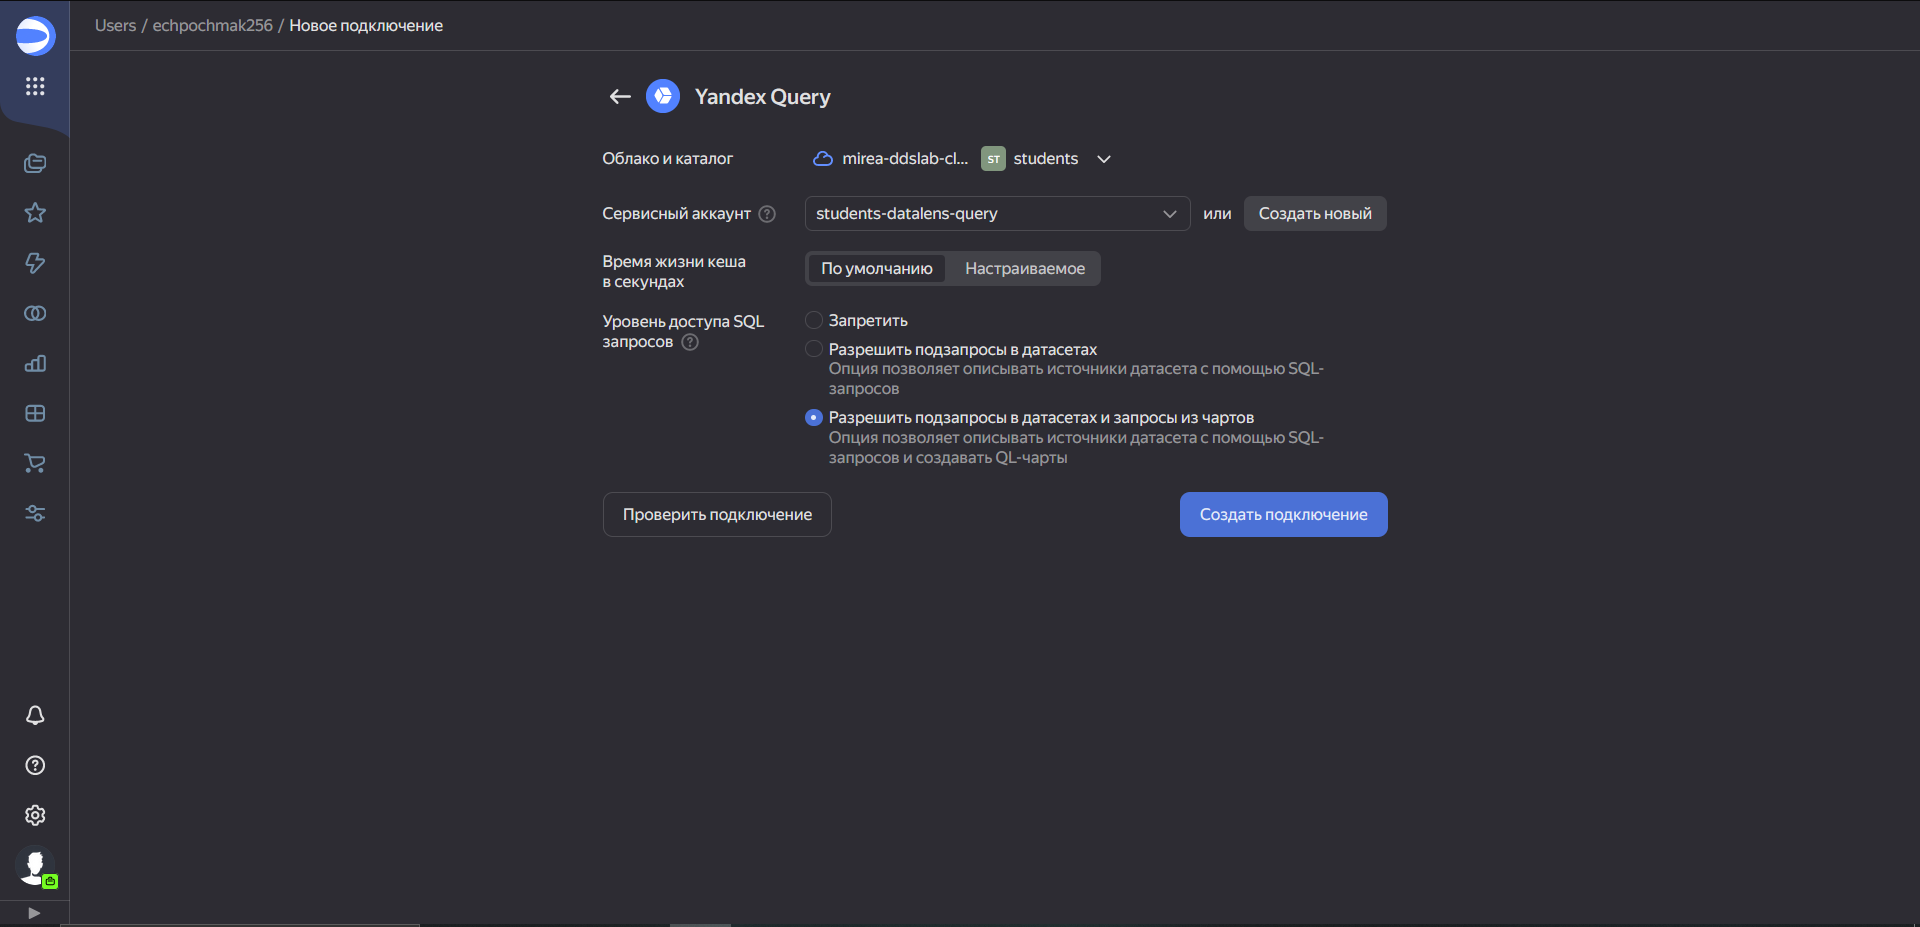 Users / echpochmak256 / Новое подключение
Yandex Query
Облако и каталог
mirea-ddslab-cl...
ST
students
Сервисный аккаунт
students-datalens-query
или
Создать новый
Время жизни кеша
в секундах
По умолчанию
Настраиваемое
Уровень доступа SQL
запросов
Запретить
Разрешить подзапросы в датасетах
Опция позволяет описывать источники датасета с помощью SQL-
запросов
Разрешить подзапросы в датасетах и запросы из чартов
Опция позволяет описывать источники датасета с помощью SQL-
запросов и создавать QL-чарты
Проверить подключение
Создать подключение